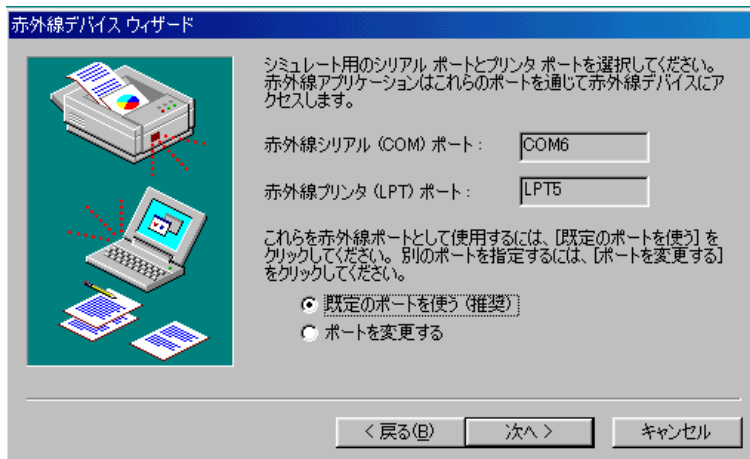 赤外線デバイス ウィザード
シミュレート用のシリアル ポートとプリンタ ポートを選択してください。
赤外線アプリケーションはこれらのポートを通じて赤外線デバイスにア
クセスします。
赤外線シリアル (COM) ポート :
COM6
赤外線プリンタ (LPT) ポート :
LPT5
これらを赤外線ポートとして使用するには、[既定のポートを使う] を
クリックしてください。別のポートを指定するには、[ポートを変更する]
をクリックしてください。
既定のポートを使う (推奨)
ポートを変更する
< 戻る(B)
次へ >
キャンセル